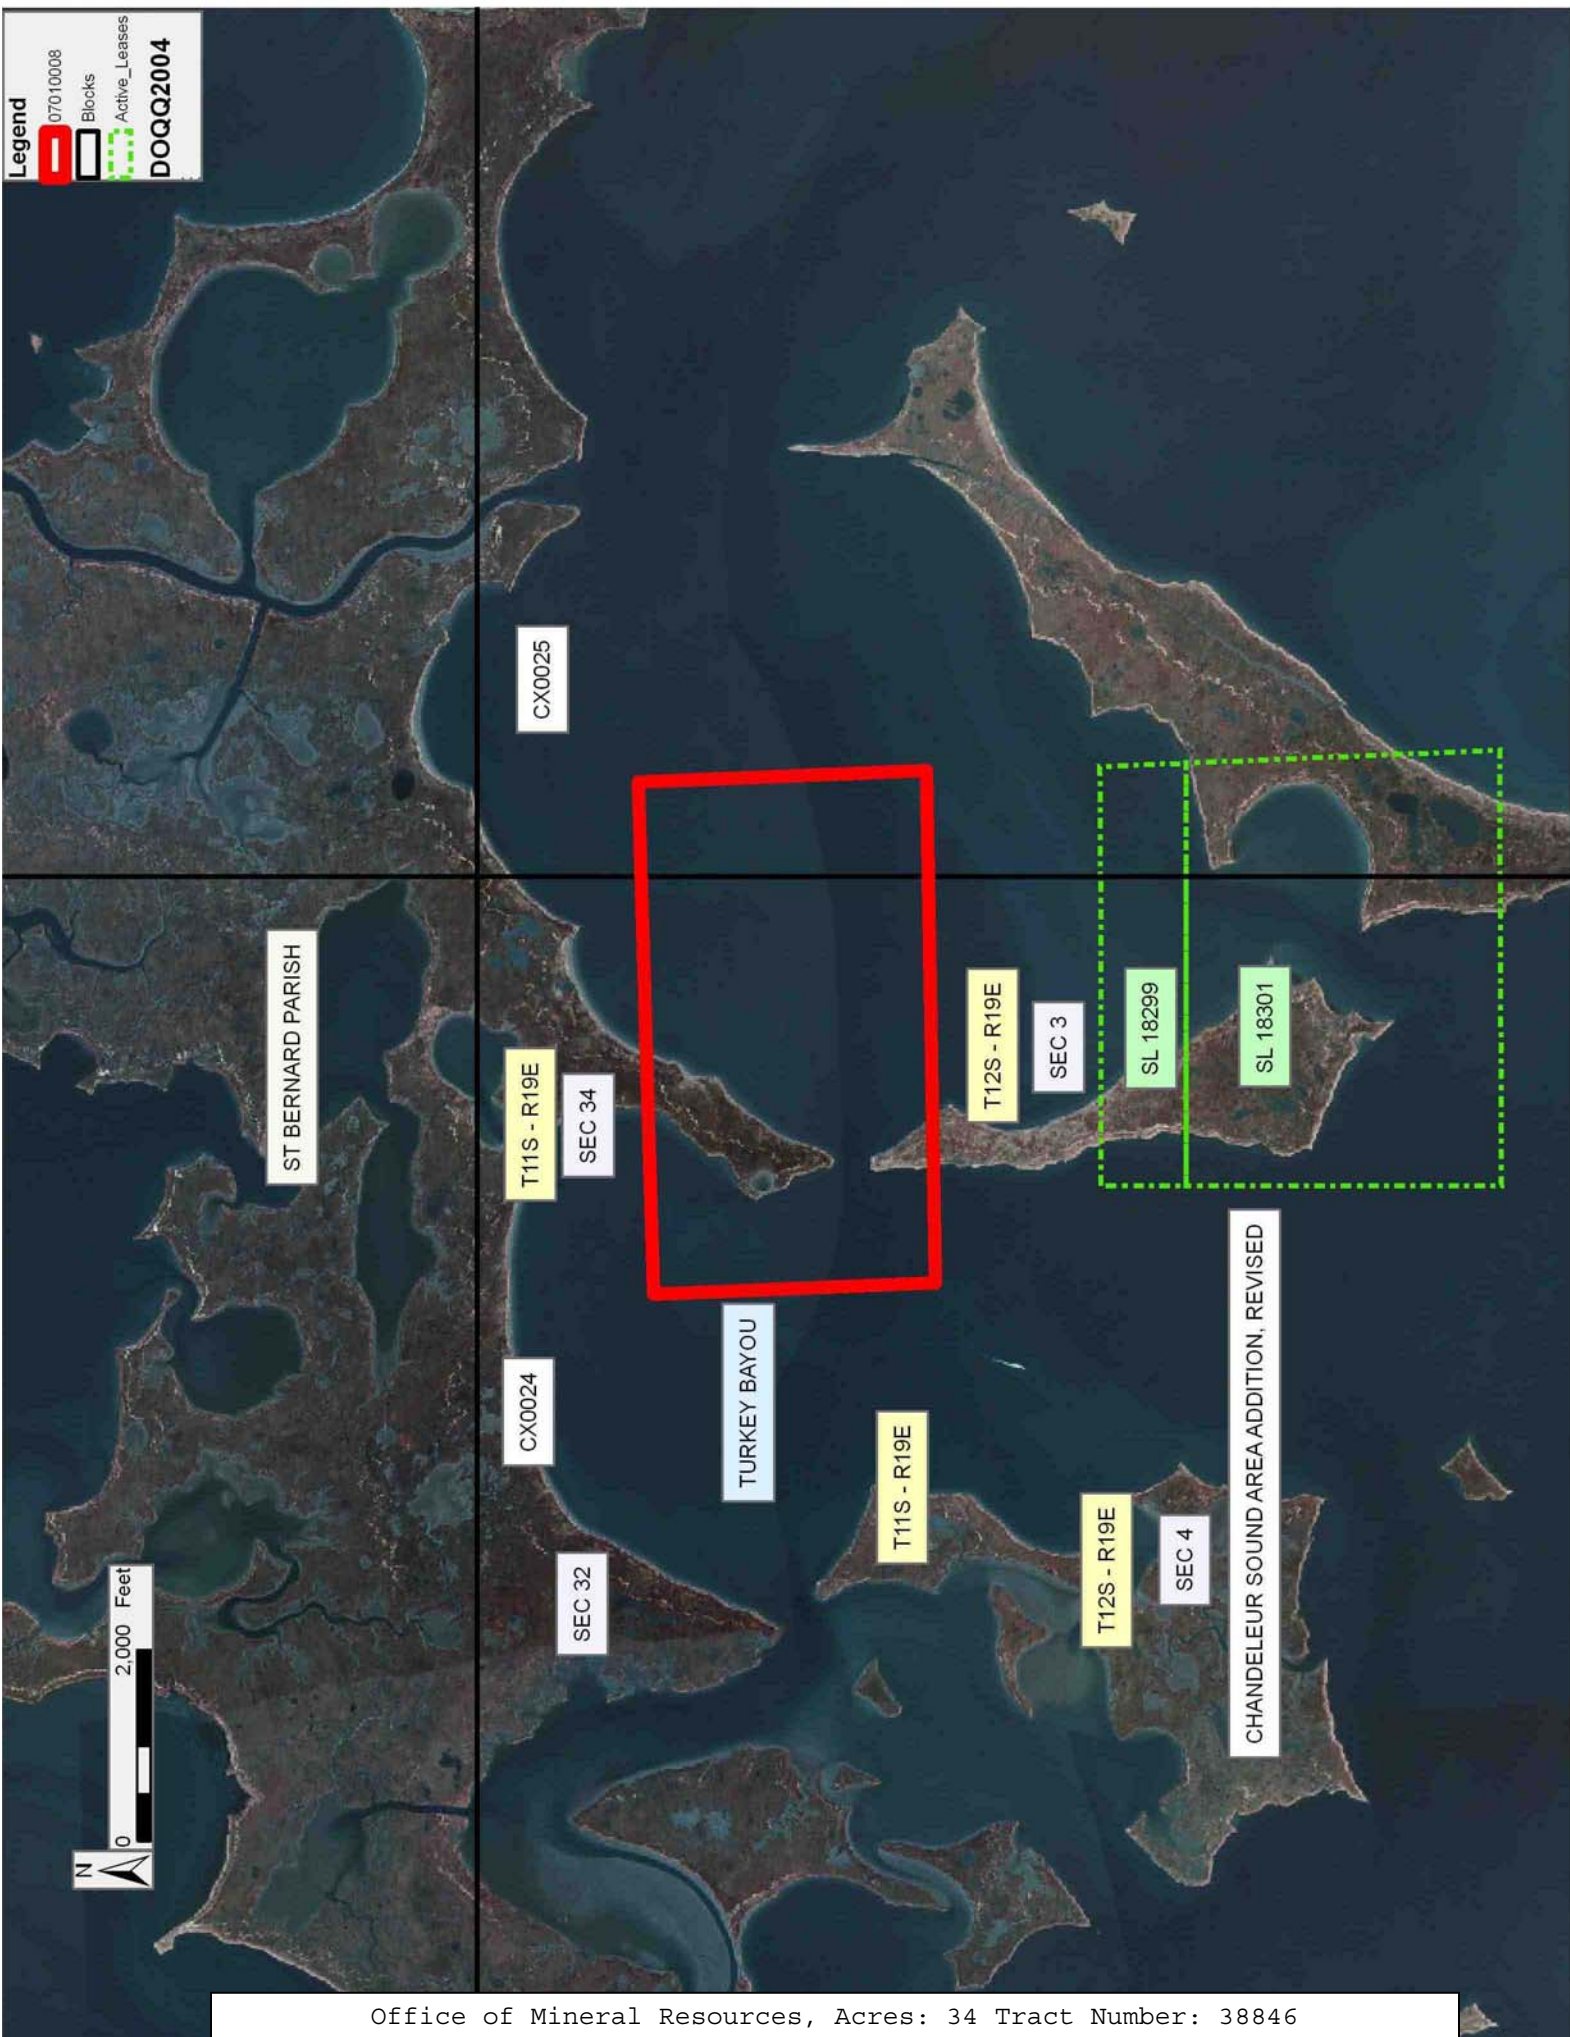 Legend
07010008
Blocks
Active_Leases
DOQQ2004
N
0
2,000 Feet
ST BERNARD PARISH
CX0024
T11S - R19E
SEC 34
CX0025
SEC 32
TURKEY BAYOU
T11S - R19E
T12S - R19E
SEC 3
T12S - R19E
SEC 4
SL 18299
SL 18301
CHANDELEUR SOUND AREA ADDITION, REVISED
Office of Mineral Resources, Acres: 34 Tract Number: 38846